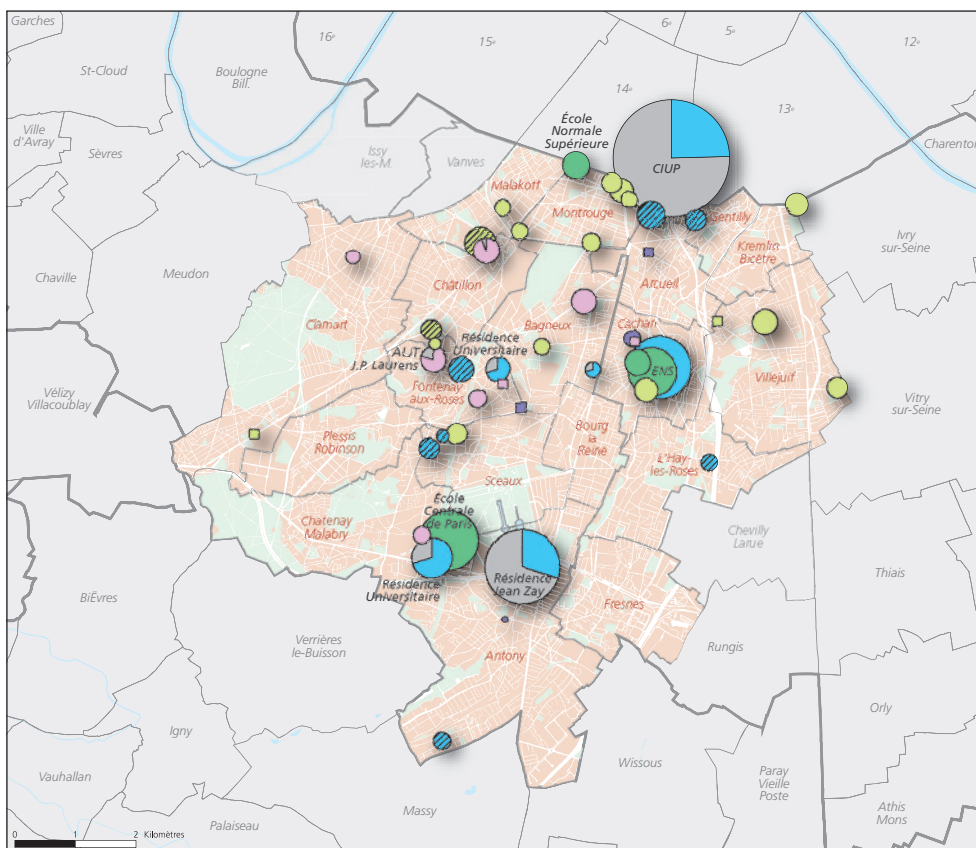 Garches
16e
15e
6e
5e
12e
St-Cloud
Boulogne
Bill.
14e
13e
Ville
d'Avray
Sèvres
Issy
les-M.
Vanves
École
Normale
Supérieure
CIUP
Charenton
Malakoff
Montrouge
Gentilly
Kremlin
Bicètre
Ivry
sur-Seine
Chaville
Meudon
Châtillon
Arcueil
Clamart
Bagneux
Cachan
Résidence
Universitaire
AUT
J.P. Laurens
ENS
Villejuif
Vélizy
Villacoublay
Fontenay
aux-Roses
Vitry
sur-Seine
Plessis
Robinson
Bourg
la
Reine
L'Hay-
les-Roses
Sceaux
École
Centrale
de Paris
Chatenay
Malabry
Chevilly
Larue
Résidence
Universitaire
Résidence
Jean Zay
Thiais
BiÈvres
Fresnes
Verrières
le-Buisson
Rungis
Antony
Igny
Orly
Vauhallan
Wissous
Paray
Vieille
Poste
Massy
Athis
Mons
Palaiseau
0 1 2 Kilomètres